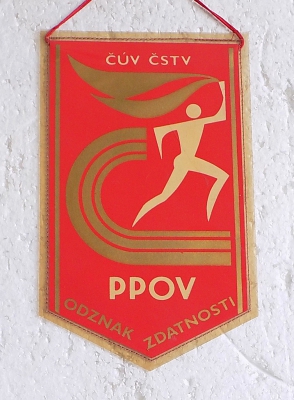 ČÚV ČSTV
PPOV
ODZNAK ZDATNOSTI